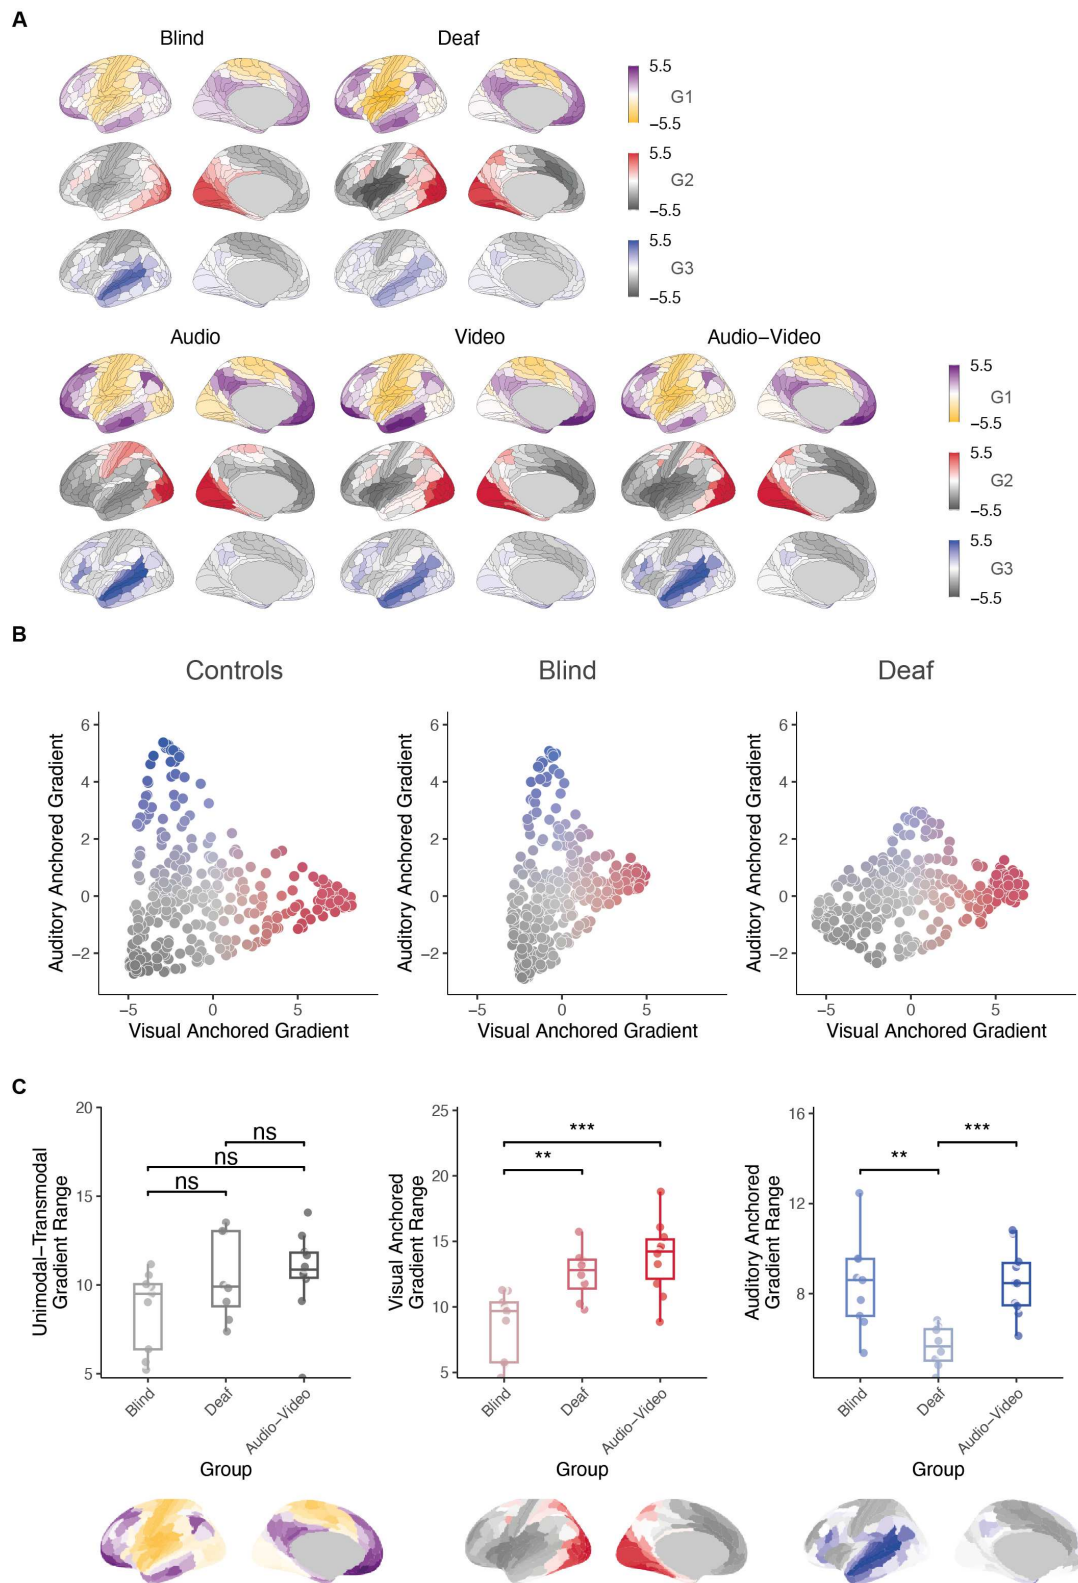 A
Blind
Deaf
5.5
G1
−5.5
5.5
G2
−5.5
5.5
G3
−5.5
Audio
Video
Audio−Video
5.5
G1
−5.5
5.5
G2
−5.5
5.5
G3
−5.5
B
Controls
Blind
Deaf
Auditory Anchored Gradient
6
4
2
0
−2
−5
0
5
Visual Anchored Gradient
Auditory Anchored Gradient
6
4
2
0
−2
−5
0
5
Visual Anchored Gradient
Auditory Anchored Gradient
6
4
2
0
−2
−5
0
5
Visual Anchored Gradient
C
Unimodal−Transmodal
Gradient Range
20
15
10
5
ns
ns
ns
Blind
Deaf
Audio−Video
Group
Visual Anchored
Gradient Range
25
20
15
10
5
***
**
Blind
Deaf
Audio−Video
Group
Auditory Anchored
Gradient Range
16
12
8
**
***
Blind
Deaf
Audio−Video
Group